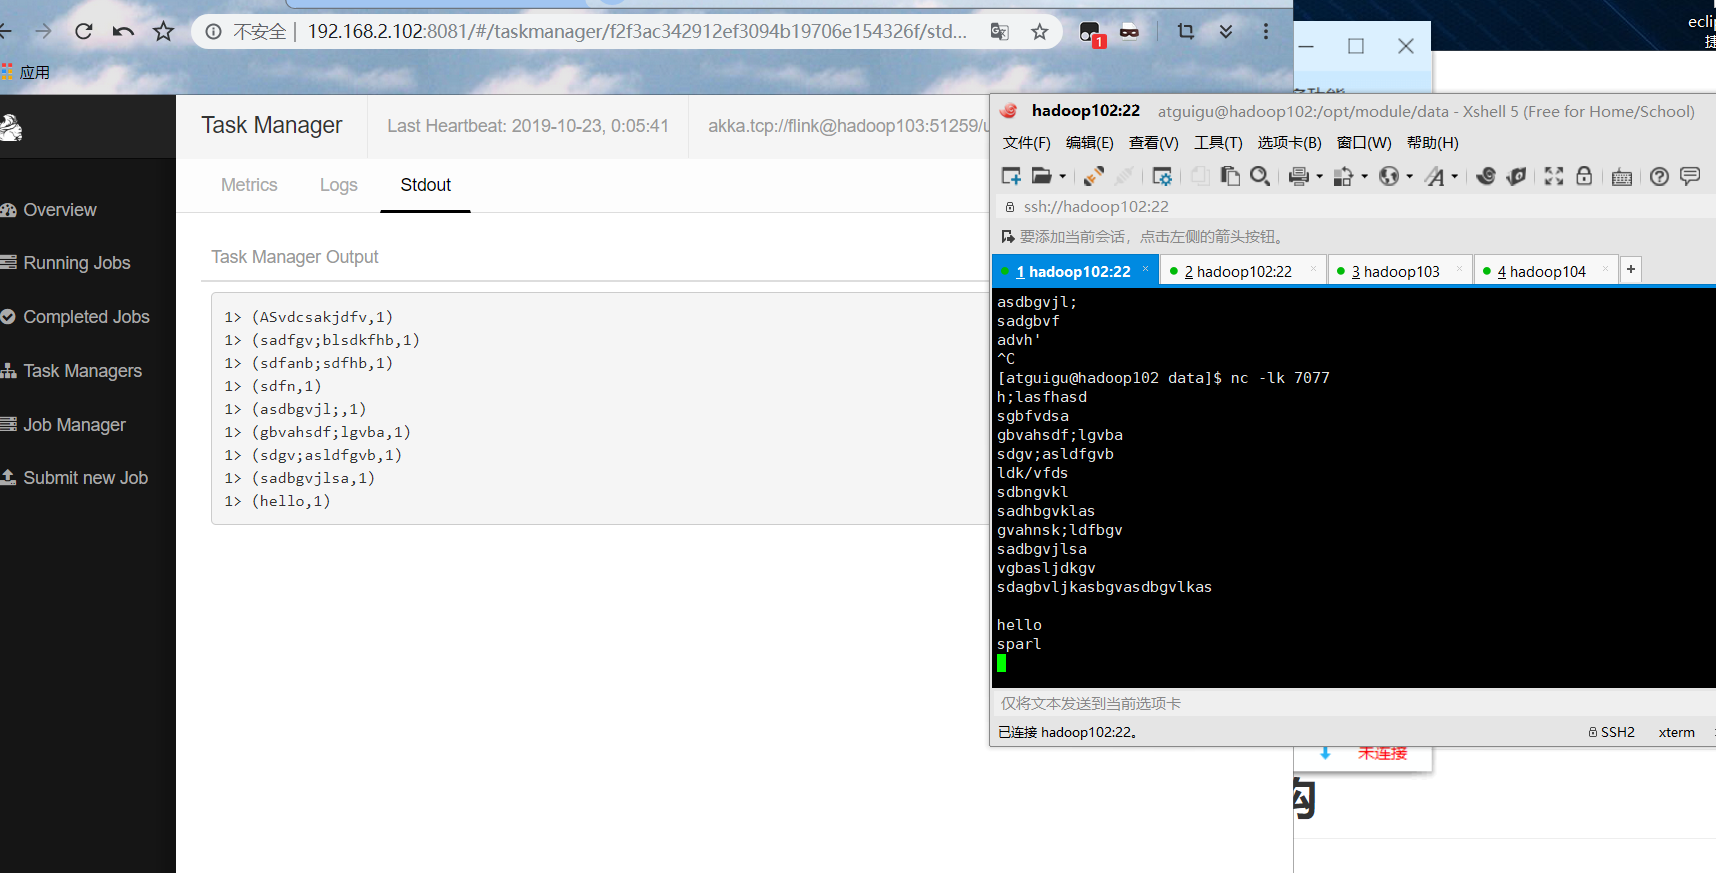 不安全 | 192.168.2.102:8081/#/taskmanager/f2f3ac342912ef3094b19706e154326f/std...
1
应用
Task Manager
Last Heartbeat: 2019-10-23, 0:05:41
akka.tcp://flink@hadoop103:51259/u
Metrics
Logs
Stdout
Overview
Running Jobs
Completed Jobs
Task Managers
Job Manager
Submit new Job
Task Manager Output
1> (ASvdcsakjdfv,1)
1> (sadfgv;blsdkfhb,1)
1> (sdfanb;sdfhb,1)
1> (sdfn,1)
1> (asdbgvjl;,1)
1> (gbvahsdf;lgvba,1)
1> (sdgv;asldfgvb,1)
1> (sadbgvjlsa,1)
1> (hello,1)
eclip
捷
hadoop102:22 atguigu@hadoop102:/opt/module/data - Xshell 5 (Free for Home/School)
文件(F) 编辑(E) 查看(V) 工具(T) 选项卡(B) 窗口(W) 帮助(H)
ssh://hadoop102:22
要添加当前会话，点击左侧的箭头按钮。
1 hadoop102:22
2 hadoop102:22
3 hadoop103
4 hadoop104
+
asdbgvjl;
sadgbvf
advh'
^C
[atguigu@hadoop102 data]$ nc -lk 7077
h;lasfhasd
sgbfvdsa
gbvahsdf;lgvba
sdgv;asldfgvb
ldk/vfds
sdbngvkl
sadhbgvklas
gvahnsk;ldfbgv
sadbgvjlsa
vgbasljdkgv
sdagbvljkasbgvasdbgvlkas
hello
sparl
仅将文本发送到当前选项卡
已连接 hadoop102:22。
SSH2
xterm
未连接